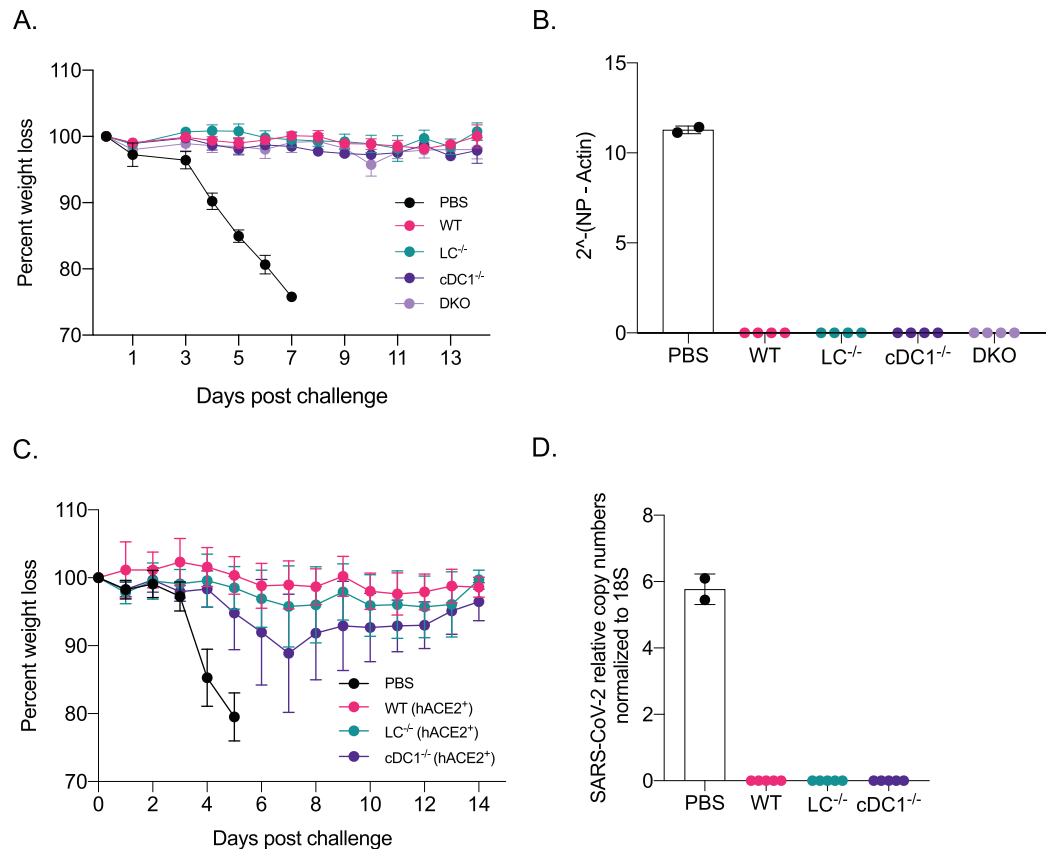 A.
110
100
90
80
70
Percent weight loss
1 3 5 7 9 11 13
Days post challenge
PBS
WT
LC-/-
cDC1-/-
DKO
B.
15
10
5
0
2^-(NP - Actin)
PBS WT LC-/- cDC1-/- DKO
C.
110
100
90
80
70
Percent weight loss
0 2 4 6 8 10 12 14
Days post challenge
PBS
WT (hACE2+)
LC-/- (hACE2+)
cDC1-/- (hACE2+)
D.
8
6
4
2
0
SARS-CoV-2 relative copy numbers
normalized to 18S
PBS WT LC-/- cDC1-/-